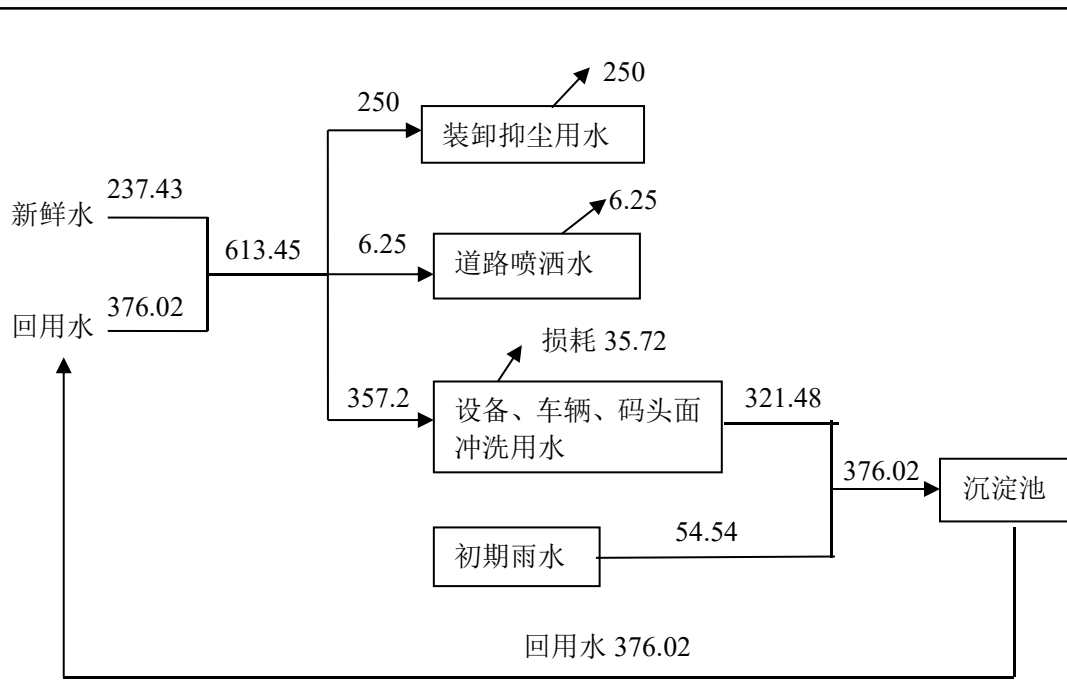 250
250
装卸抑尘用水
237.43
新鲜水
6.25
613.45
6.25
道路喷洒水
376.02
回用水
损耗 35.72
357.2
设备、车辆、码头面
冲洗用水
321.48
376.02
沉淀池
54.54
初期雨水
回用水 376.02